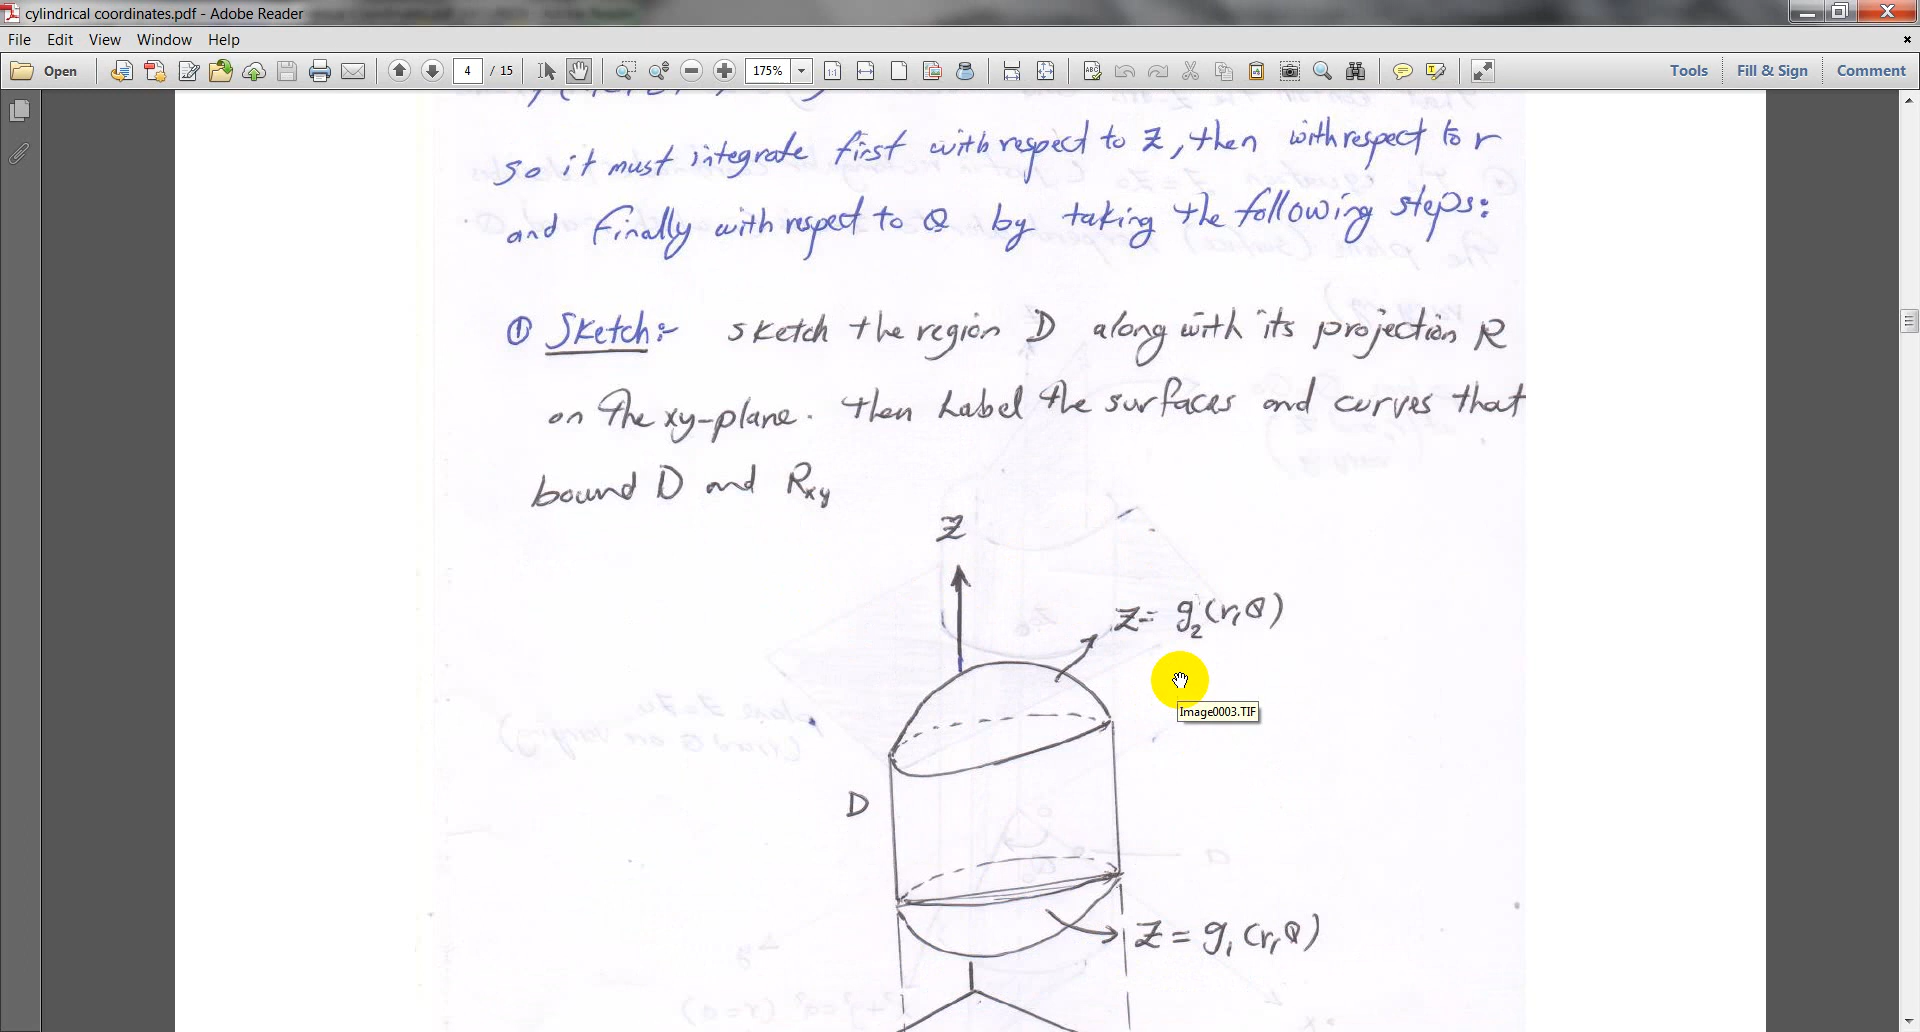 cylindrical coordinates.pdf - Adobe Reader
File Edit View Window Help
Open 4 / 15 175% Tools Fill & Sign Comment
so it must integrate first with respect to Z, then with respect to r
and finally with respect to θ by taking the following steps:
① Sketch:- sketch the region D along with its projection R
on the xy-plane. then Label the surfaces and curves that
bound D and Rxy
Z
Z = g2(r,θ)
Image0003.TIF
D
Z = g1(r,θ)